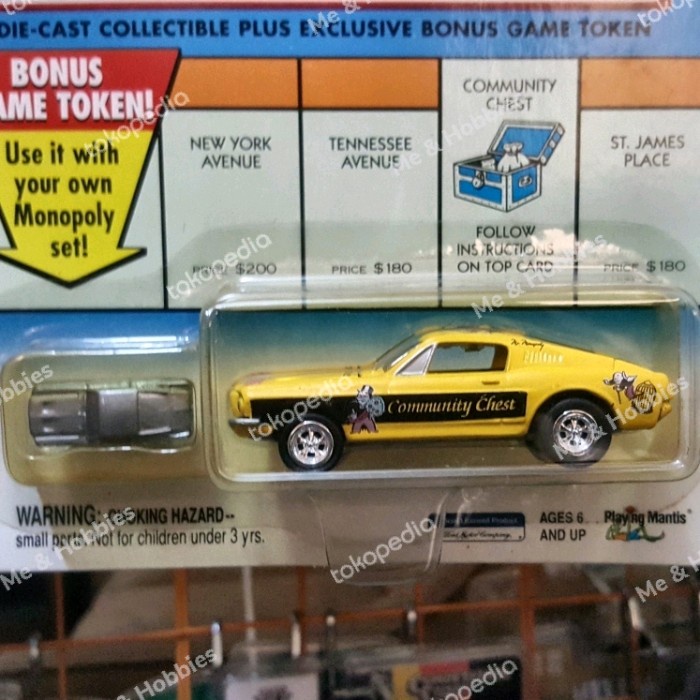 DIE-CAST COLLECTIBLE PLUS EXCLUSIVE BONUS GAME TOKEN
BONUS
AME TOKEN!
Use it with
your own
Monopoly
set!
NEW YORK
AVENUE
PRICE $200
TENNESSEE
AVENUE
PRICE $180
COMMUNITY
CHEST
FOLLOW
INSTRUCTIONS
ON TOP CARD
ST. JAMES
PLACE
PRICE $180
Community Chest
WARNING: CHOKING HAZARD--
small parts. Not for children under 3 yrs.
AGES 6
AND UP
Playing Mantis
tokopedia
Me & Hobbies